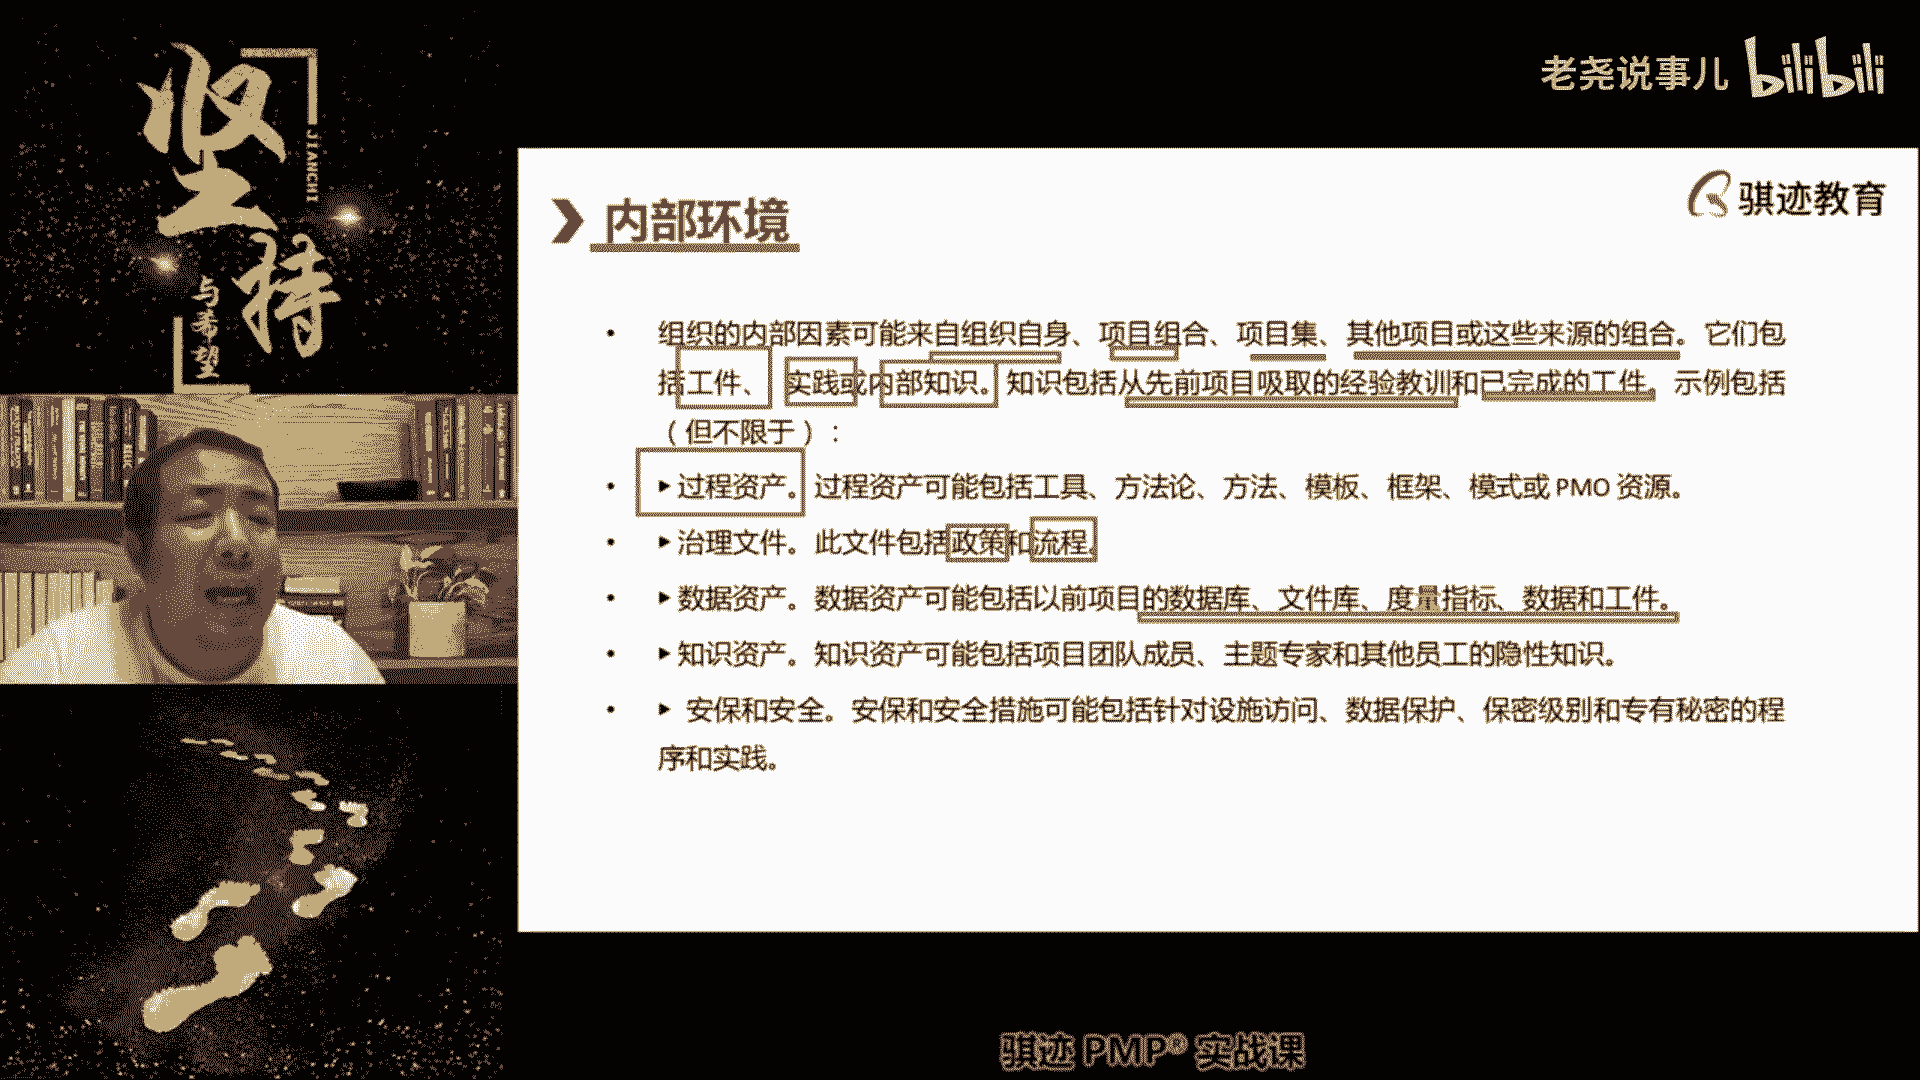 坚持
JIANCHI
与希望
老尧说事儿 bilibili
骐迹教育
内部环境
• 组织的内部因素可能来自组织自身、项目组合、项目集、其他项目或这些来源的组合。它们包
括工件、实践或内部知识。知识包括从先前项目吸取的经验教训和已完成的工件。示例包括
（但不限于）：
• ▶过程资产。过程资产可能包括工具、方法论、方法、模板、框架、模式或 PMO 资源。
• ▶治理文件。此文件包括政策和流程。
• ▶数据资产。数据资产可能包括以前项目的数据库、文件库、度量指标、数据和工件。
• ▶知识资产。知识资产可能包括项目团队成员、主题专家和其他员工的隐性知识。
• ▶ 安保和安全。安保和安全措施可能包括针对设施访问、数据保护、保密级别和专有秘密的程
序和实践。
骐迹 PMP® 实战课